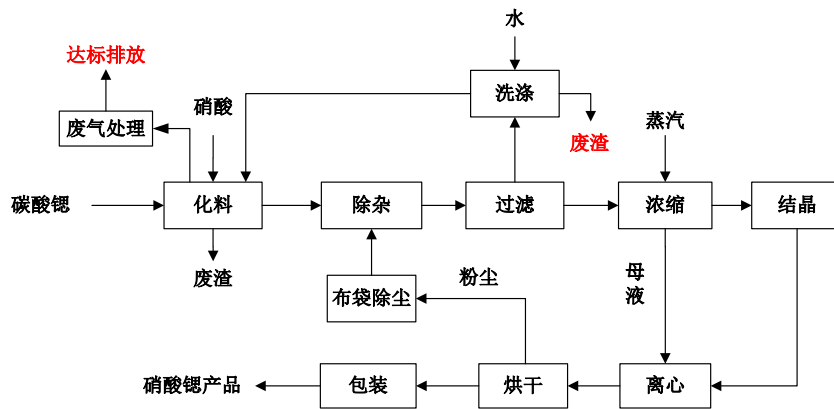 水
达标排放
硝酸
洗涤
废气处理
废渣
蒸汽
碳酸锶
化料
除杂
过滤
浓缩
结晶
废渣
布袋除尘
粉尘
母
液
硝酸锶产品
包装
烘干
离心